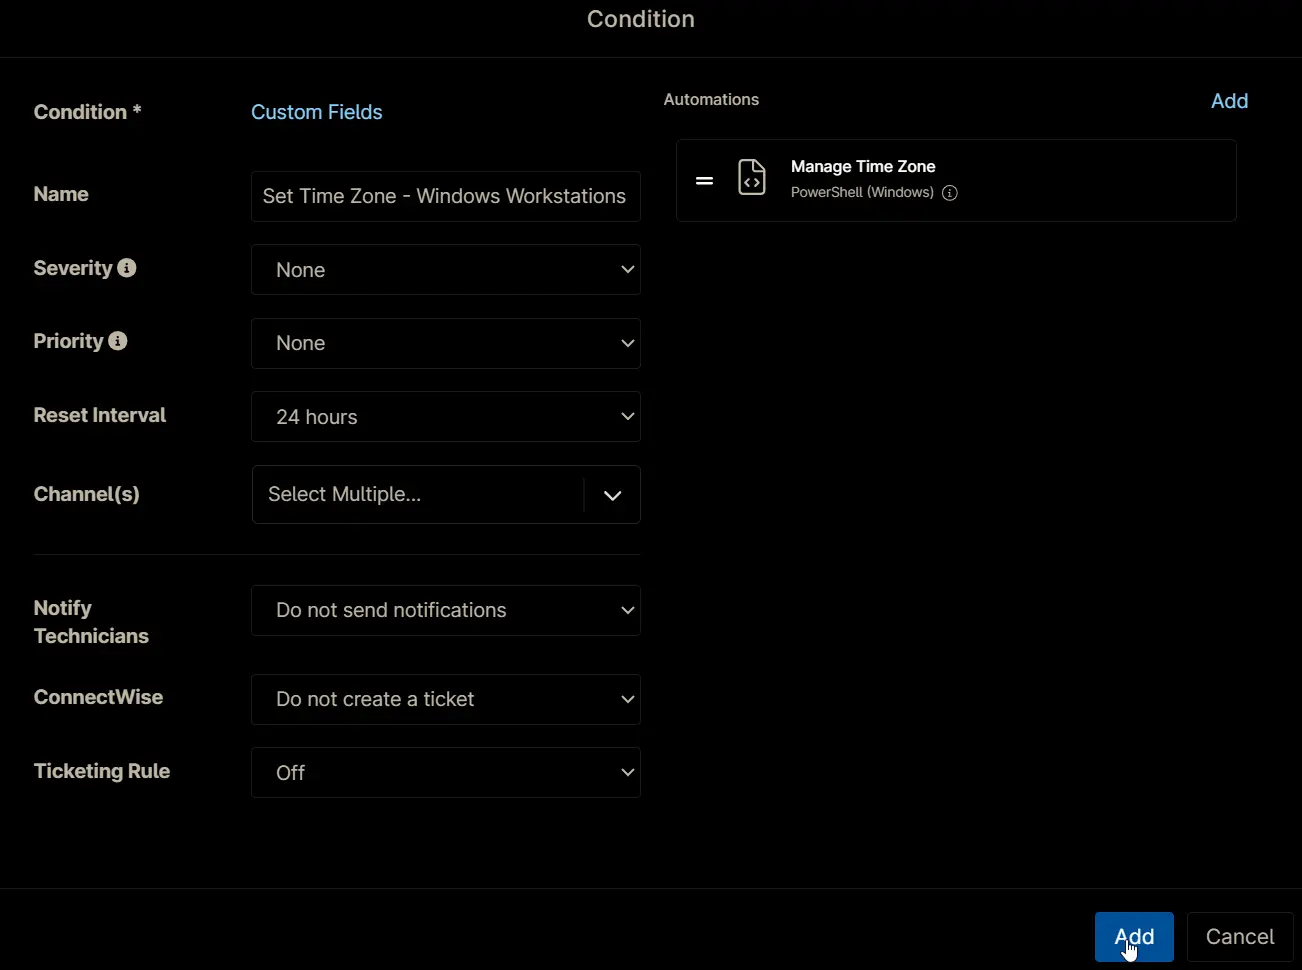 Condition
Condition *
Custom Fields
Name
Set Time Zone - Windows Workstations
Severity
None
Priority
None
Reset Interval
24 hours
Channel(s)
Select Multiple...
Notify
Technicians
Do not send notifications
ConnectWise
Do not create a ticket
Ticketing Rule
Off
Automations
Add
Manage Time Zone
PowerShell (Windows)
Add
Cancel